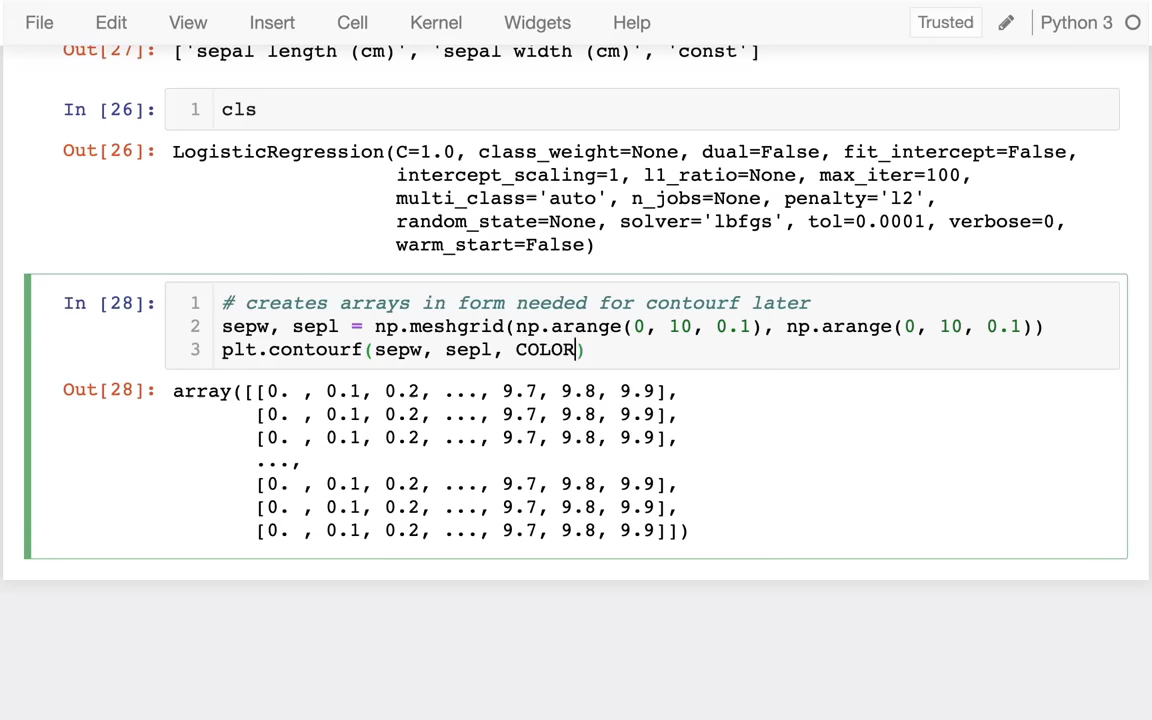 File Edit View Insert Cell Kernel Widgets Help Trusted Python 3
Out[27]: ['sepal length (cm)', 'sepal width (cm)', 'const']
In [26]: 1 cls
Out[26]: LogisticRegression(C=1.0, class_weight=None, dual=False, fit_intercept=False,
intercept_scaling=1, l1_ratio=None, max_iter=100,
multi_class='auto', n_jobs=None, penalty='l2',
random_state=None, solver='lbfgs', tol=0.0001, verbose=0,
warm_start=False)
In [28]: 1 # creates arrays in form needed for contourf later
2 sepw, sepl = np.meshgrid(np.arange(0, 10, 0.1), np.arange(0, 10, 0.1))
3 plt.contourf(sepw, sepl, COLOR)
Out[28]: array([[0. , 0.1, 0.2, ..., 9.7, 9.8, 9.9],
[0. , 0.1, 0.2, ..., 9.7, 9.8, 9.9],
[0. , 0.1, 0.2, ..., 9.7, 9.8, 9.9],
...,
[0. , 0.1, 0.2, ..., 9.7, 9.8, 9.9],
[0. , 0.1, 0.2, ..., 9.7, 9.8, 9.9],
[0. , 0.1, 0.2, ..., 9.7, 9.8, 9.9]])